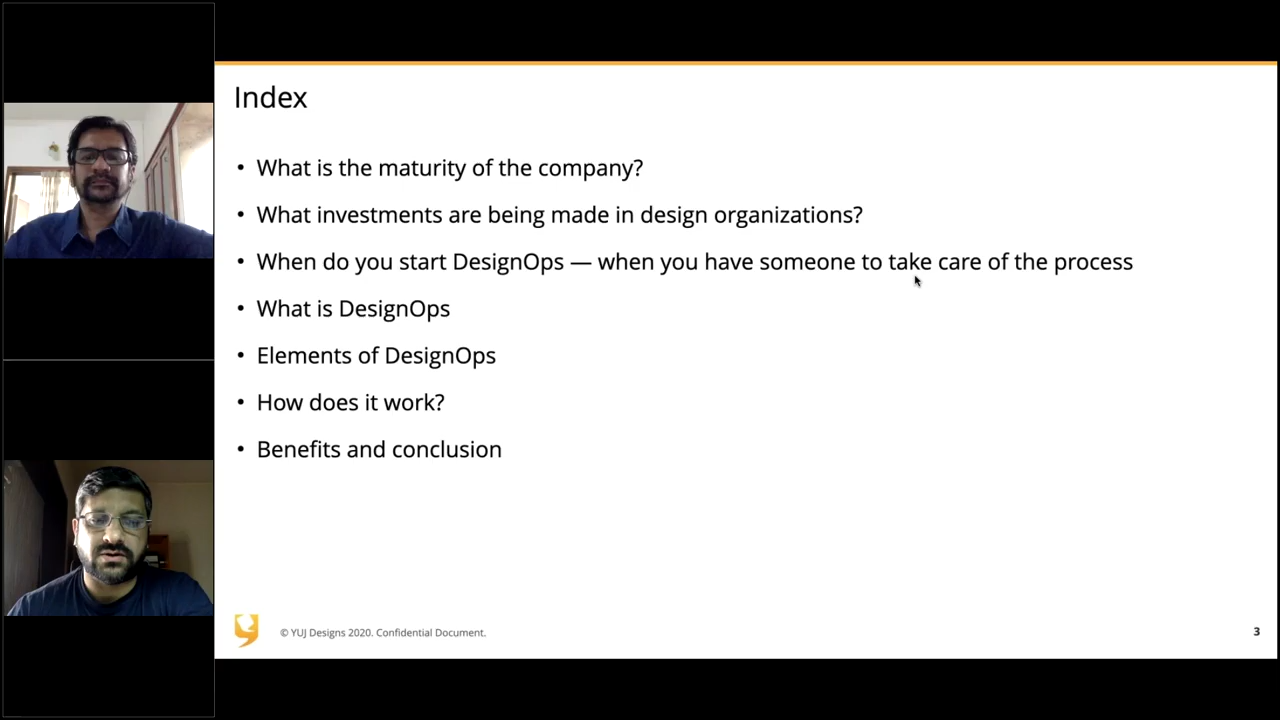 Index
• What is the maturity of the company?
• What investments are being made in design organizations?
• When do you start DesignOps — when you have someone to take care of the process
• What is DesignOps
• Elements of DesignOps
• How does it work?
• Benefits and conclusion
© YUJ Designs 2020. Confidential Document.
3